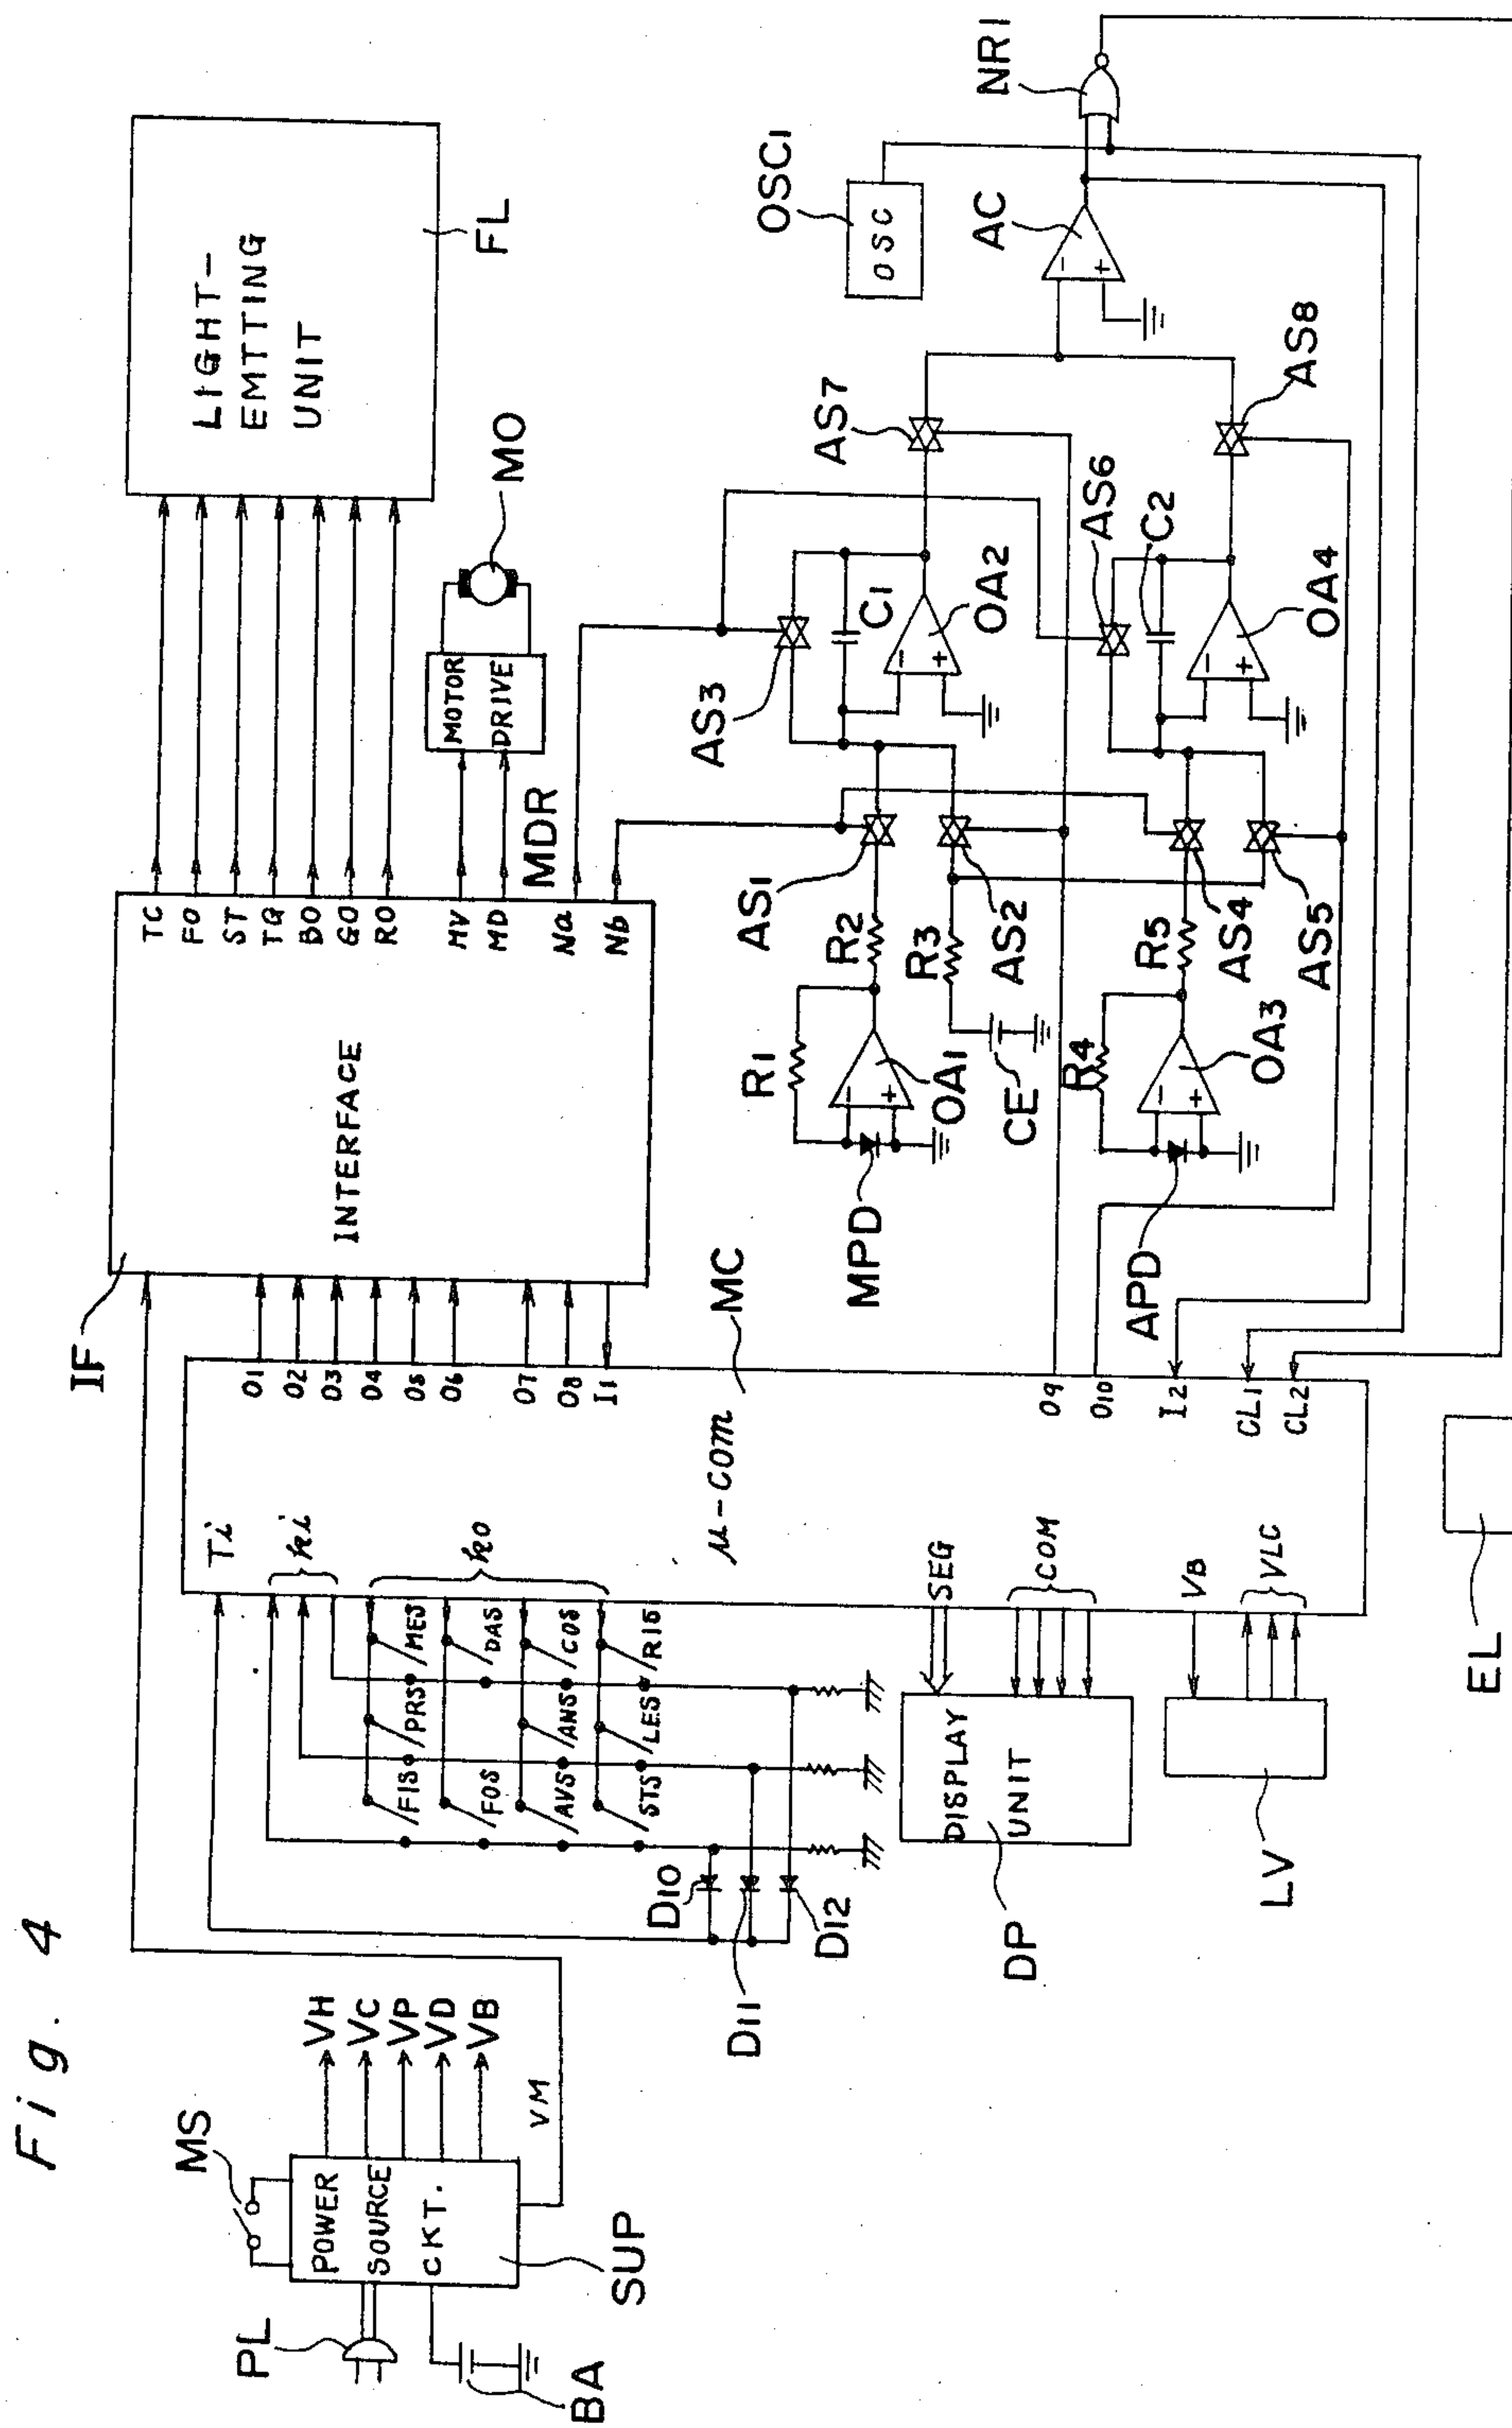 Fig. 4
PL
MS
POWER
SOURCE
CKT.
SUP
BA
VH
VC
VP
VD
VB
VM
IF
INTERFACE
TC
FO
ST
TQ
BO
GO
RO
MV
MD
Na
Nb
LIGHT-
EMTTING
UNIT
FL
MOTOR
DRIVE
MDR
MO
Ti
ki
ko
O1
O2
O3
O4
O5
O6
O7
O8
I1
μ-com
MC
O9
O10
I2
CL1
CL2
SEG
COM
VB
VLC
FIS
PRS
MES
FOS
DAS
AVS
ANS
COS
STS
LES
RIS
D10
D11
D12
DISPLAY
UNIT
DP
LV
EL
MPD
R1
OA1
R2
AS1
R3
CE
AS2
AS3
C1
OA2
AS7
APD
R4
OA3
R5
AS4
AS5
AS6
C2
OA4
AS8
OSC1
OSC
AC
NR1